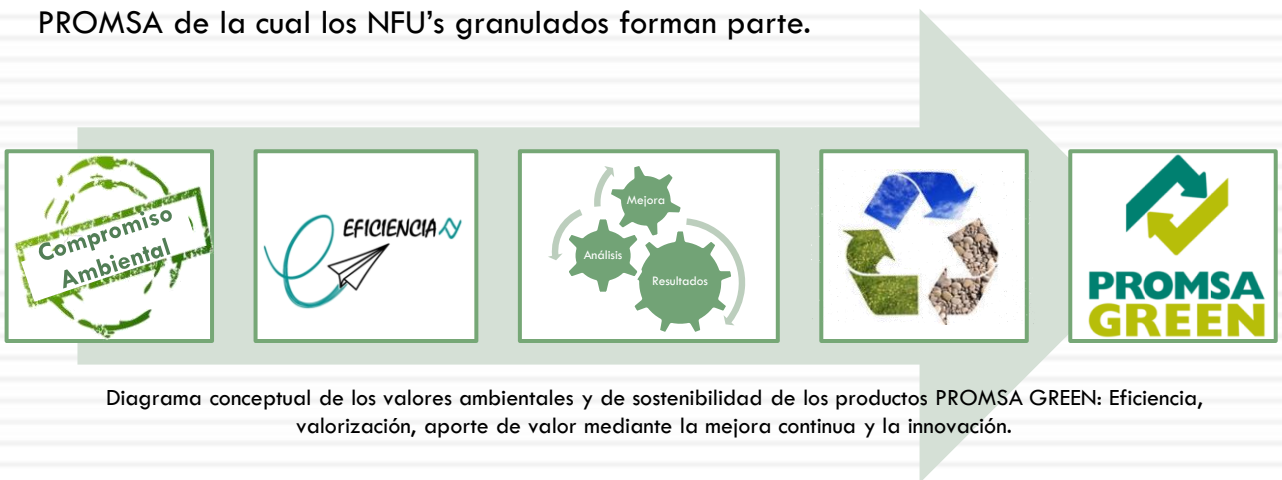 PROMSA de la cual los NFU's granulados forman parte.
Compromiso
Ambiental
EFICIENCIA
Mejora
Análisis
Resultados
PROMSA
GREEN
Diagrama conceptual de los valores ambientales y de sostenibilidad de los productos PROMSA GREEN: Eficiencia,
valorización, aporte de valor mediante la mejora continua y la innovación.